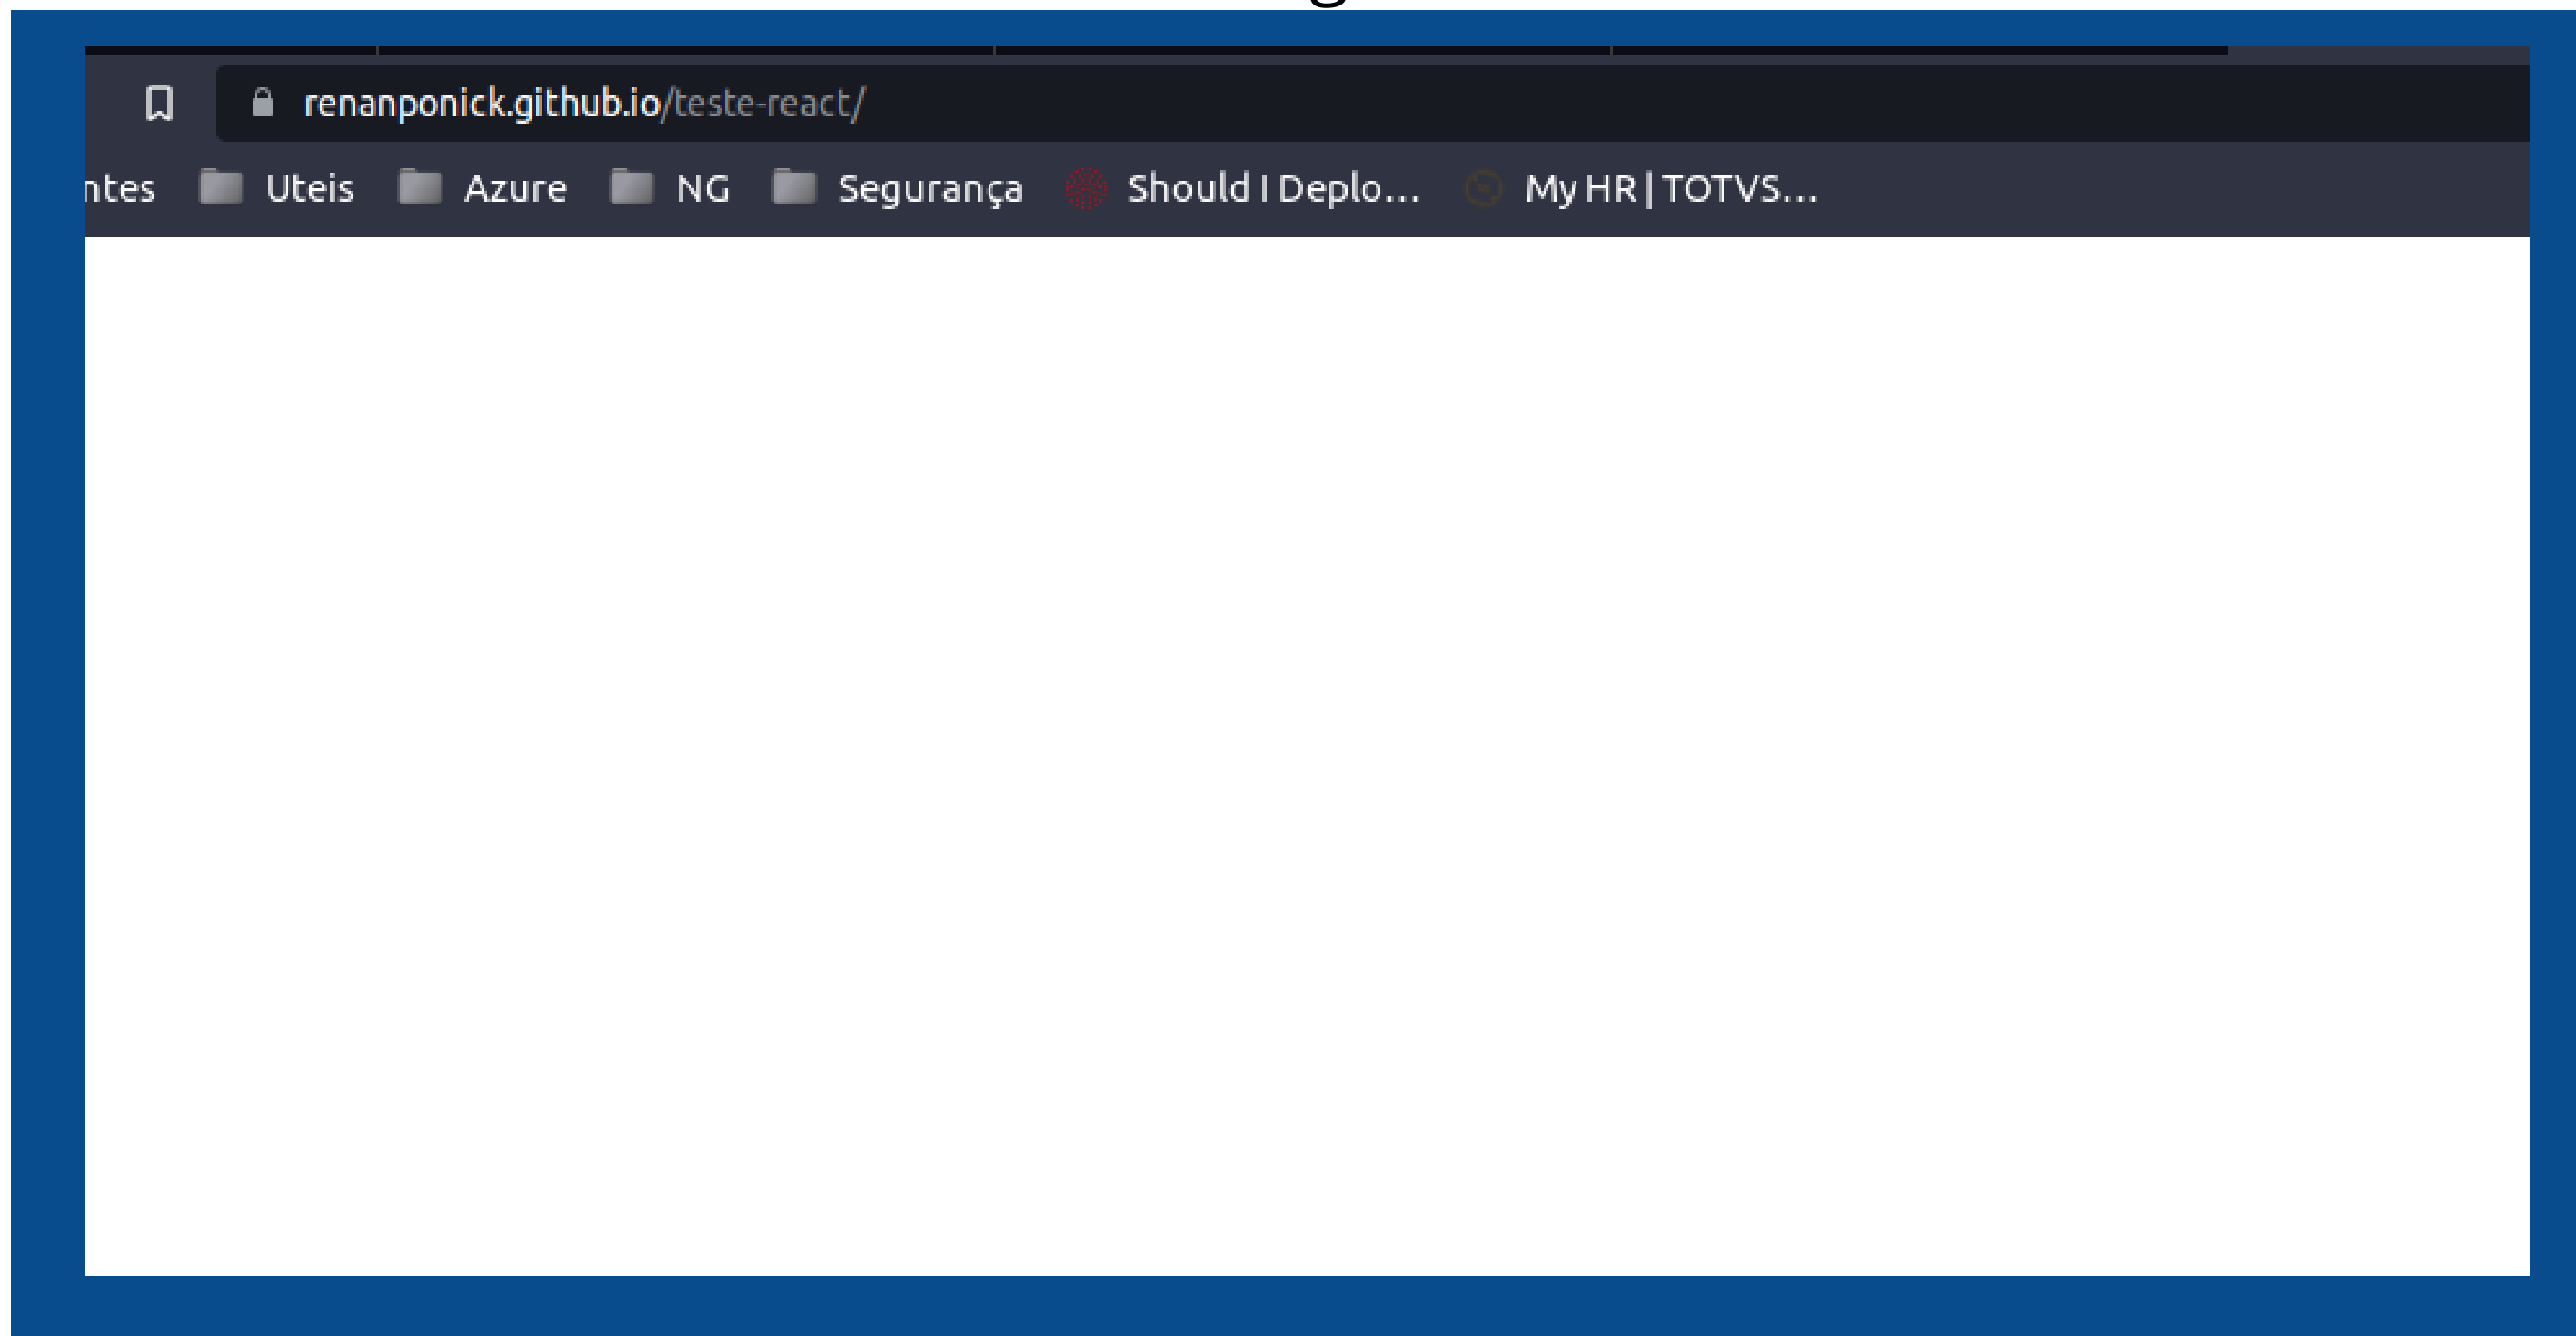 renanponick.github.io/teste-react/
ntes Uteis Azure NG Segurança Should I Deplo... My HR | TOTVS...